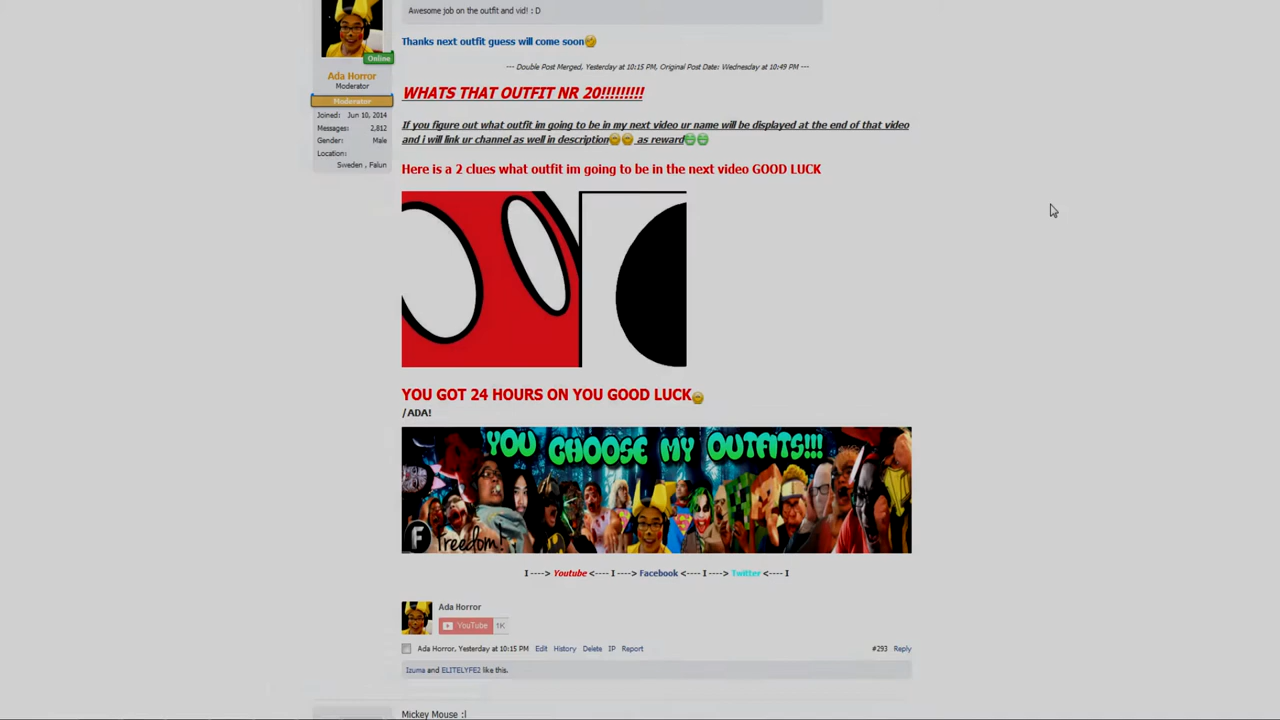 Awesome job on the outfit and vid! : D
Thanks next outfit guess will come soon
--- Double Post Merged, Yesterday at 10:15 PM, Original Post Date: Wednesday at 10:49 PM ---
Online
Ada Horror
Moderator
Moderator
Joined: Jun 10, 2014
Messages: 2,812
Gender: Male
Location:
Sweden , Falun
WHATS THAT OUTFIT NR 20!!!!!!!!!
If you figure out what outfit im going to be in my next video ur name will be displayed at the end of that video
and i will link ur channel as well in description as reward
Here is a 2 clues what outfit im going to be in the next video GOOD LUCK
YOU GOT 24 HOURS ON YOU GOOD LUCK
/ADA!
YOU CHOOSE MY OUTFITS!!!
F Freedom!
I ----> Youtube <---- I ----> Facebook <---- I ----> Twitter <---- I
Ada Horror
YouTube 1K
Ada Horror, Yesterday at 10:15 PM Edit History Delete IP Report #293 Reply
Izuma and ELITELYFE2 like this.
Mickey Mouse :l